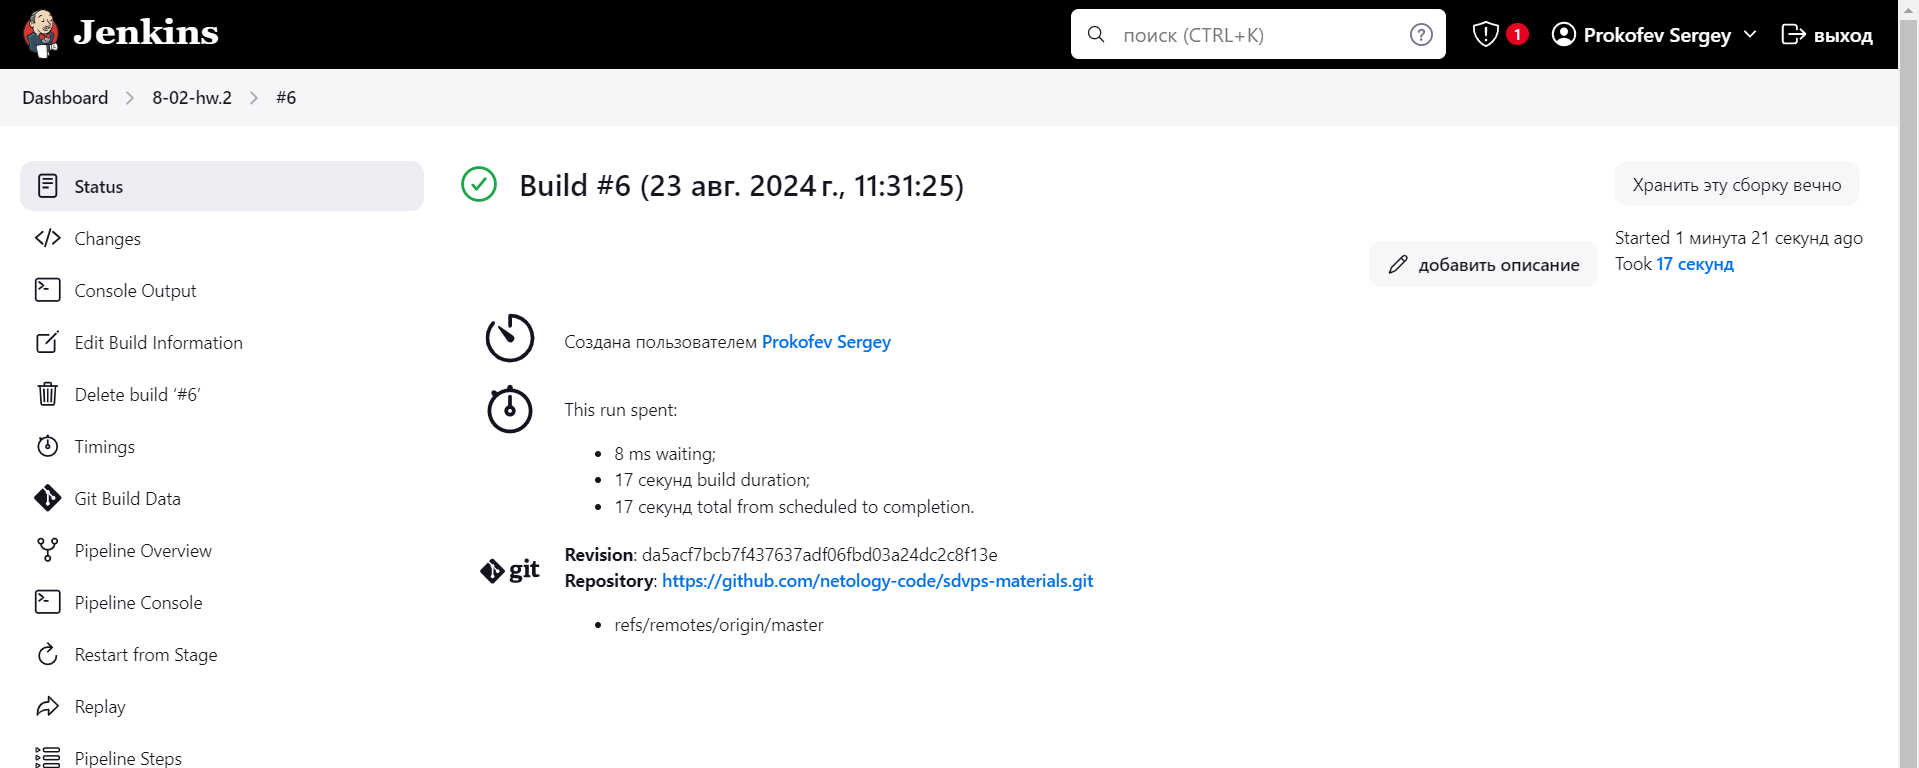 Jenkins
поиск (CTRL+K)
?
1
Prokofev Sergey
выход
Dashboard
8-02-hw.2
#6
Status
Changes
Console Output
Edit Build Information
Delete build ‘#6’
Timings
Git Build Data
Pipeline Overview
Pipeline Console
Restart from Stage
Replay
Pipeline Steps
Build #6 (23 авг. 2024 г., 11:31:25)
Хранить эту сборку вечно
Started 1 минута 21 секунд ago
Took 17 секунд
добавить описание
Создана пользователем Prokofev Sergey
This run spent:
8 ms waiting;
17 секунд build duration;
17 секунд total from scheduled to completion.
git
Revision: da5acf7bcb7f437637adf06fbd03a24dc2c8f13e
Repository: https://github.com/netology-code/sdvps-materials.git
refs/remotes/origin/master